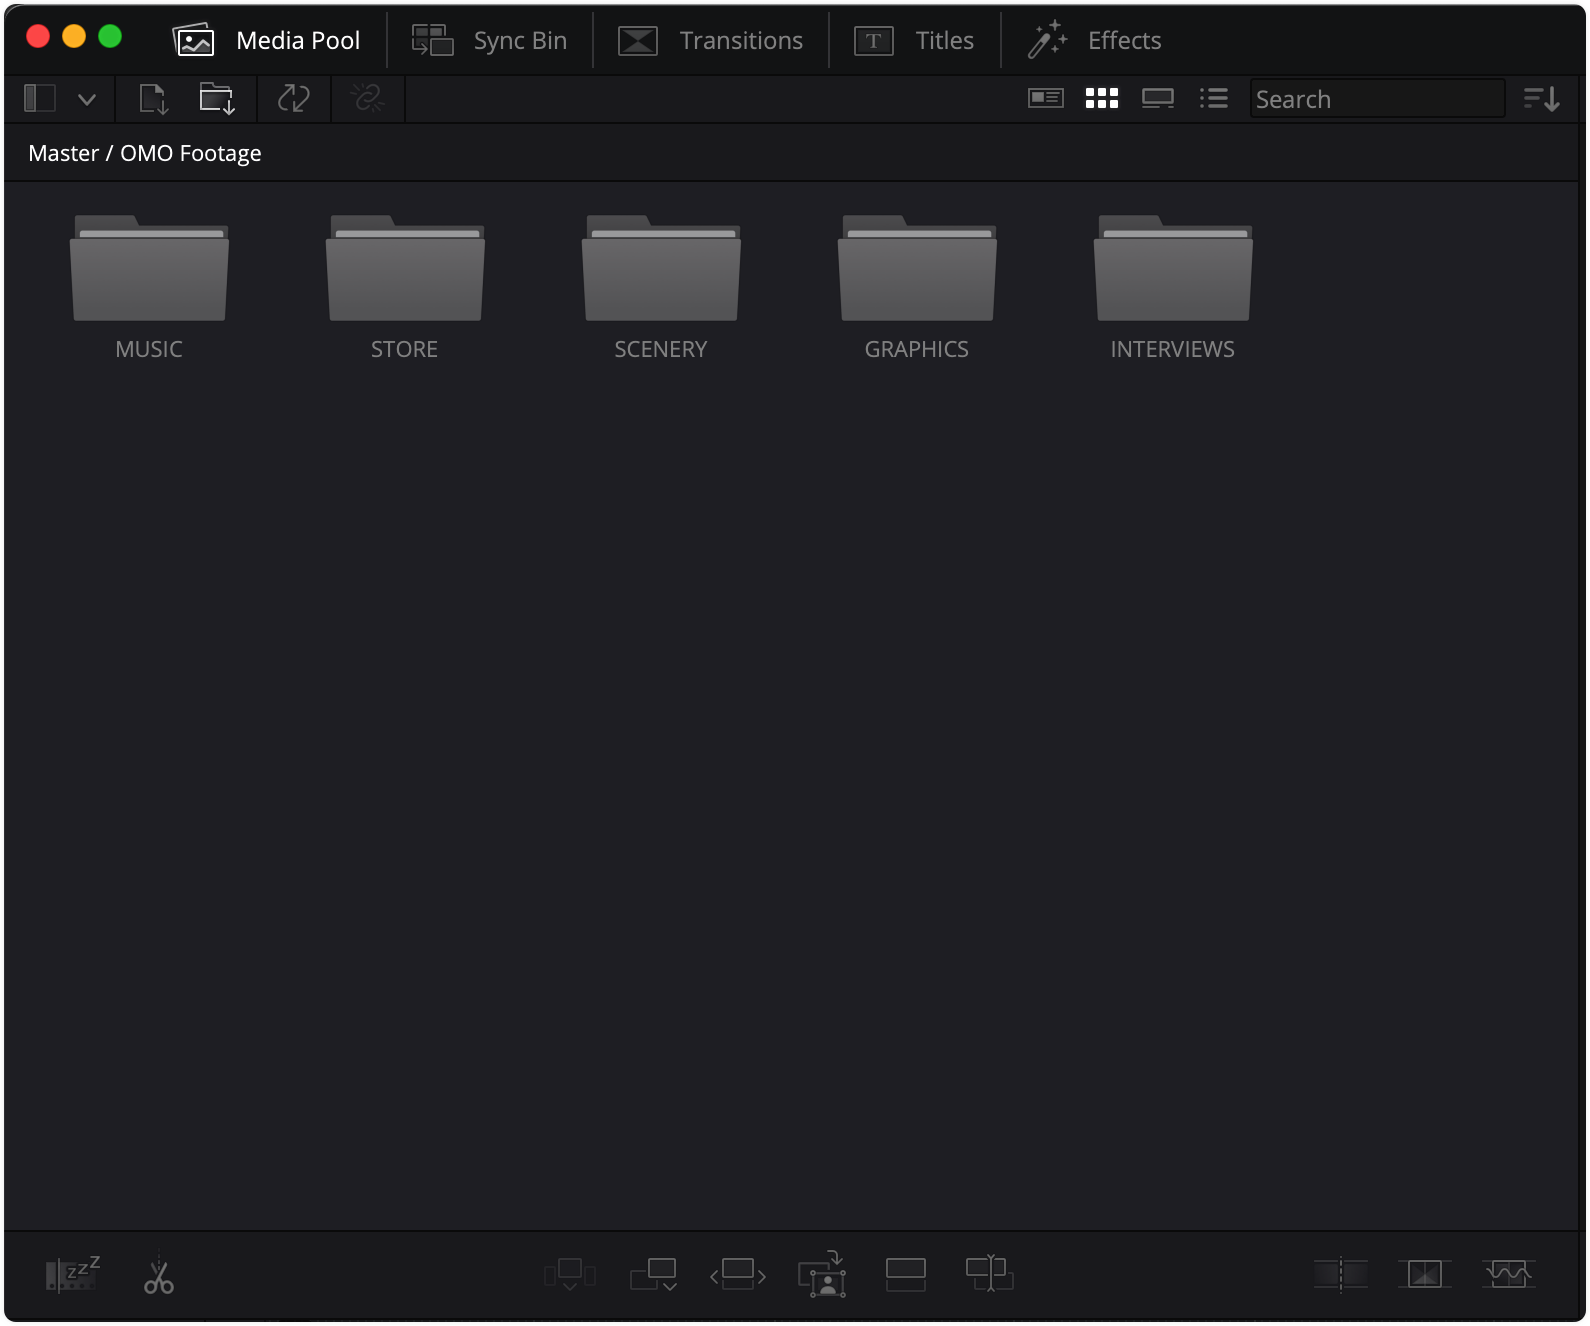 Media Pool
Sync Bin
Transitions
T
Titles
Effects
Search
Master / OMO Footage
MUSIC
STORE
SCENERY
GRAPHICS
INTERVIEWS
zzz